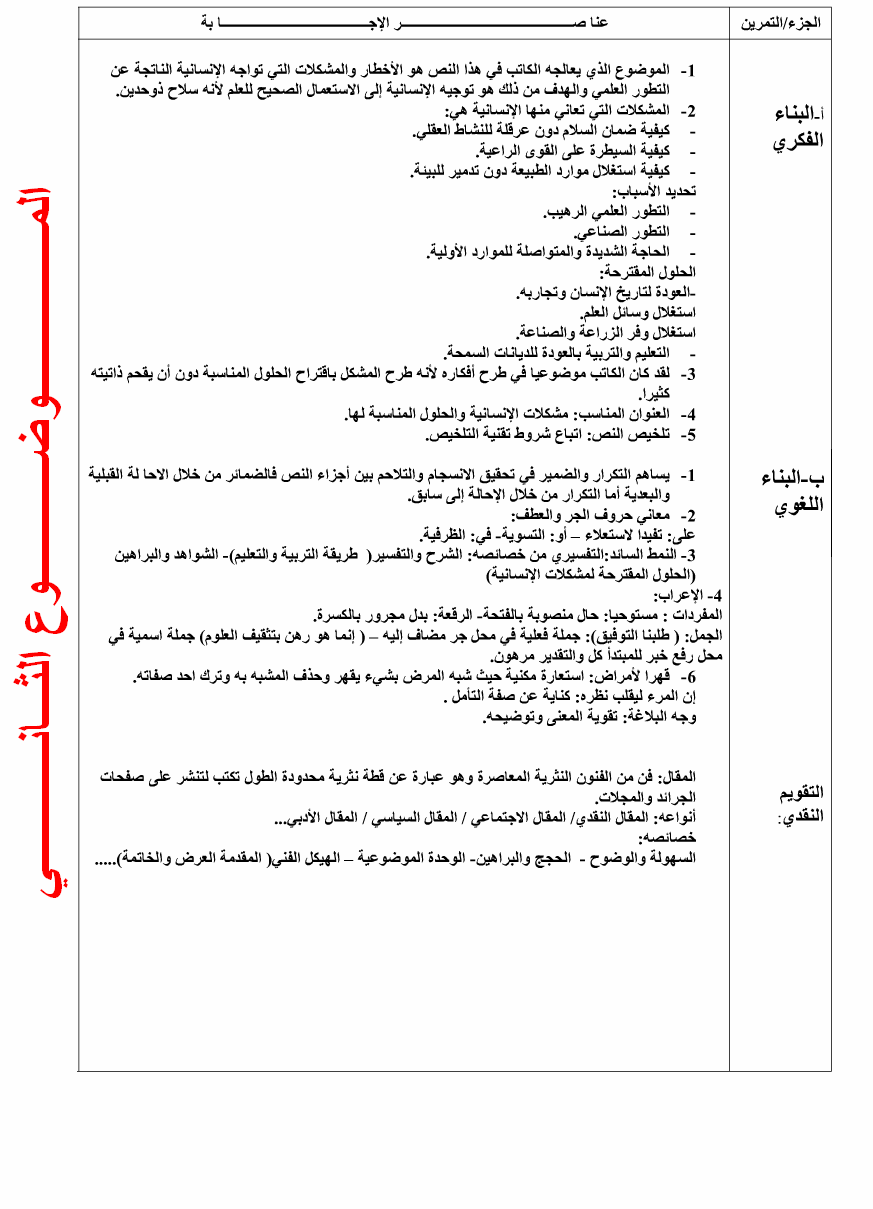 الجزء/التمرين
عنا صـــــــــــــــــــــر الإجـــــــــــــــــــــا بة
المـــــــوضـــــــوع الثـــانـــــي
أ-البناء
الفكري
1- الموضوع الذي يعالجه الكاتب في هذا النص هو الأخطار والمشكلات التي تواجه الإنسانية الناتجة عن
التطور العلمي والهدف من ذلك هو توجيه الإنسانية إلى الاستعمال الصحيح للعلم لأنه سلاح ذوحدين.
2- المشكلات التي تعاني منها الإنسانية هي:
- كيفية ضمان السلام دون عرقلة للنشاط العقلي.
- كيفية السيطرة على القوى الراعية.
- كيفية استغلال موارد الطبيعة دون تدمير للبيئة.
تحديد الأسباب:
- التطور العلمي الرهيب.
- التطور الصناعي.
- الحاجة الشديدة والمتواصلة للموارد الأولية.
الحلول المقترحة:
-العودة لتاريخ الإنسان وتجاربه.
استغلال وسائل العلم.
استغلال وفر الزراعة والصناعة.
- التعليم والتربية بالعودة للديانات السمحة.
3- لقد كان الكاتب موضوعيا في طرح أفكاره لأنه طرح المشكل باقتراح الحلول المناسبة دون أن يقحم ذاتيته
كثيرا.
4- العنوان المناسب: مشكلات الإنسانية والحلول المناسبة لها.
5- تلخيص النص: اتباع شروط تقنية التلخيص.
ب-البناء
اللغوي
1- يساهم التكرار والضمير في تحقيق الانسجام والتلاحم بين أجزاء النص فالضمائر من خلال الاحا لة القبلية
والبعدية أما التكرار من خلال الإحالة إلى سابق.
2- معاني حروف الجر والعطف:
على: تفيدا لاستعلاء – أو: التسوية- في: الظرفية.
3- النمط السائد:التفسيري من خصائصه: الشرح والتفسير( طريقة التربية والتعليم)- الشواهد والبراهين
(الحلول المقترحة لمشكلات الإنسانية)
4- الإعراب:
المفردات : مستوحيا: حال منصوبة بالفتحة- الرقعة: بدل مجرور بالكسرة.
الجمل: ( طلبنا التوفيق): جملة فعلية في محل جر مضاف إليه – ( إنما هو رهن بتثقيف العلوم) جملة اسمية في
محل رفع خبر للمبتدأ كل والتقدير مرهون.
6- قهرا لأمراض: استعارة مكنية حيث شبه المرض بشيء يقهر وحذف المشبه به وترك احد صفاته.
إن المرء ليقلب نظره: كناية عن صفة التأمل .
وجه البلاغة: تقوية المعنى وتوضيحه.
التقويم
النقدي:
المقال: فن من الفنون النثرية المعاصرة وهو عبارة عن قطة نثرية محدودة الطول تكتب لتنشر على صفحات
الجرائد والمجلات.
أنواعه: المقال النقدي/ المقال الاجتماعي / المقال السياسي / المقال الأدبي...
خصائصه:
السهولة والوضوح - الحجج والبراهين- الوحدة الموضوعية – الهيكل الفني( المقدمة العرض والخاتمة).....